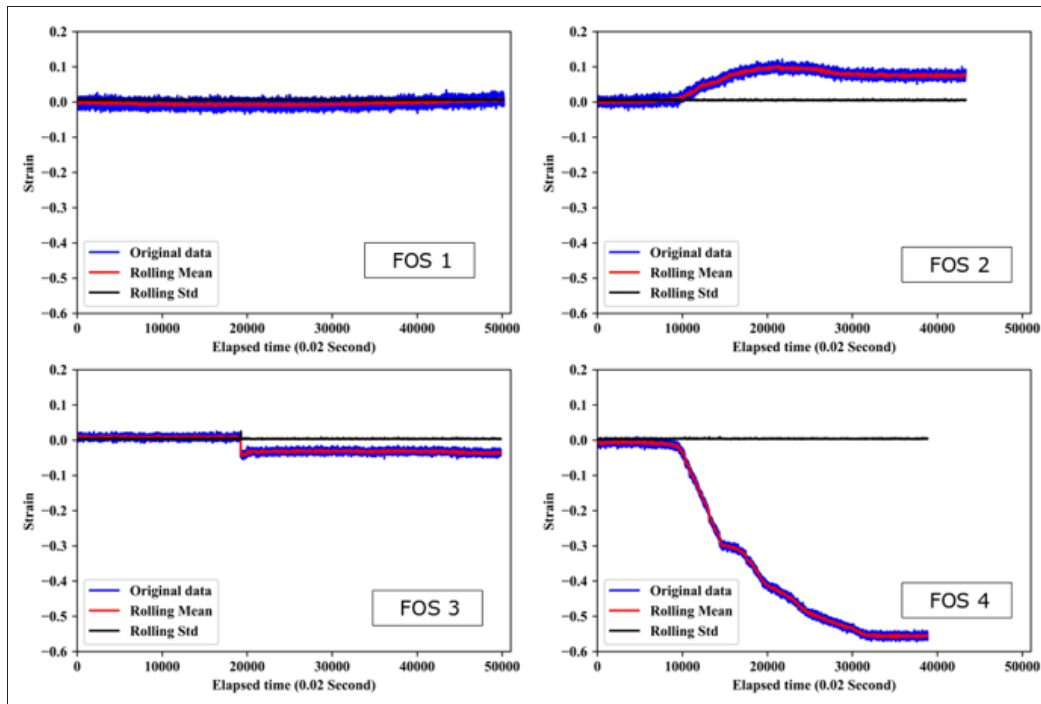 0.2
0.1
0.0
−0.1
−0.2
−0.3
−0.4
−0.5
−0.6
Strain
Original data
Rolling Mean
Rolling Std
FOS 1
0 10000 20000 30000 40000 50000
Elapsed time (0.02 Second)
0.2
0.1
0.0
−0.1
−0.2
−0.3
−0.4
−0.5
−0.6
Strain
Original data
Rolling Mean
Rolling Std
FOS 2
0 10000 20000 30000 40000 50000
Elapsed time (0.02 Second)
0.2
0.1
0.0
−0.1
−0.2
−0.3
−0.4
−0.5
−0.6
Strain
Original data
Rolling Mean
Rolling Std
FOS 3
0 10000 20000 30000 40000 50000
Elapsed time (0.02 Second)
0.2
0.1
0.0
−0.1
−0.2
−0.3
−0.4
−0.5
−0.6
Strain
Original data
Rolling Mean
Rolling Std
FOS 4
0 10000 20000 30000 40000 50000
Elapsed time (0.02 Second)